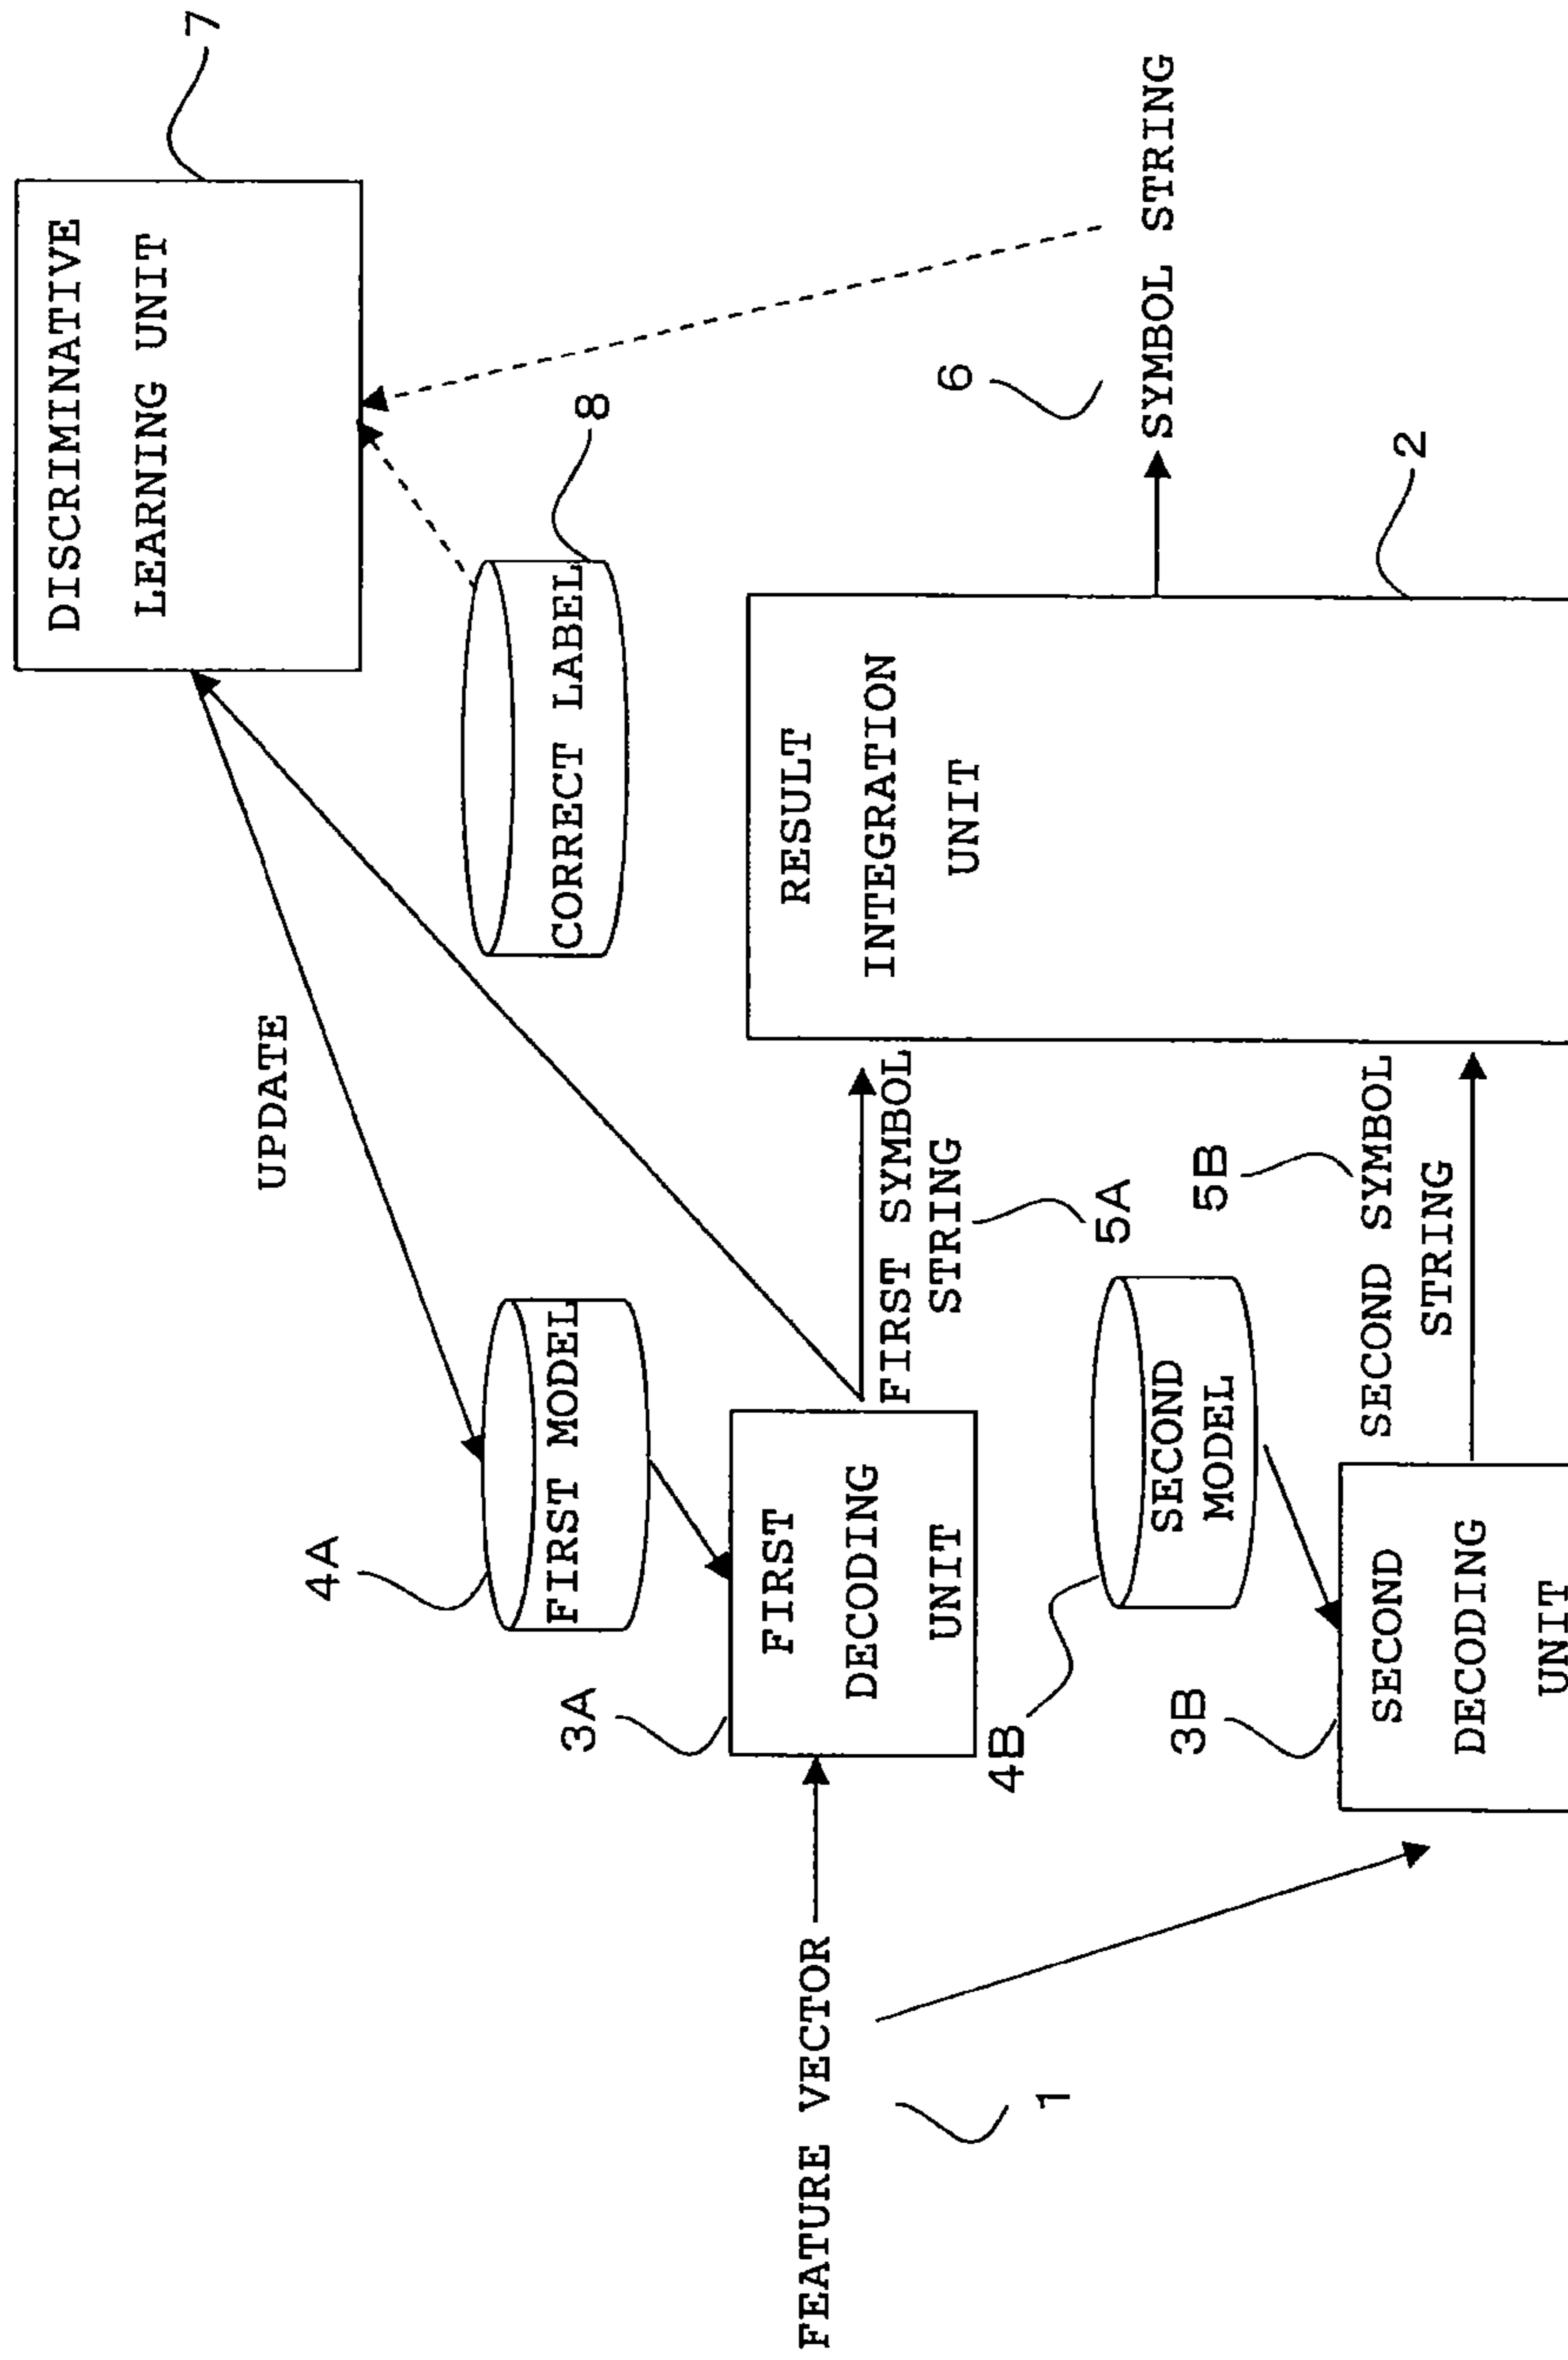 7
DISCRIMINATIVE
LEARNING UNIT
UPDATE
4A
FIRST MODEL
8
CORRECT LABEL
3A
FIRST
DECODING
UNIT
FEATURE VECTOR
1
FIRST SYMBOL
STRING
5A
RESULT
INTEGRATION
UNIT
6
SYMBOL STRING
2
4B
SECOND
MODEL
5B
SECOND SYMBOL
STRING
3B
SECOND
DECODING
UNIT